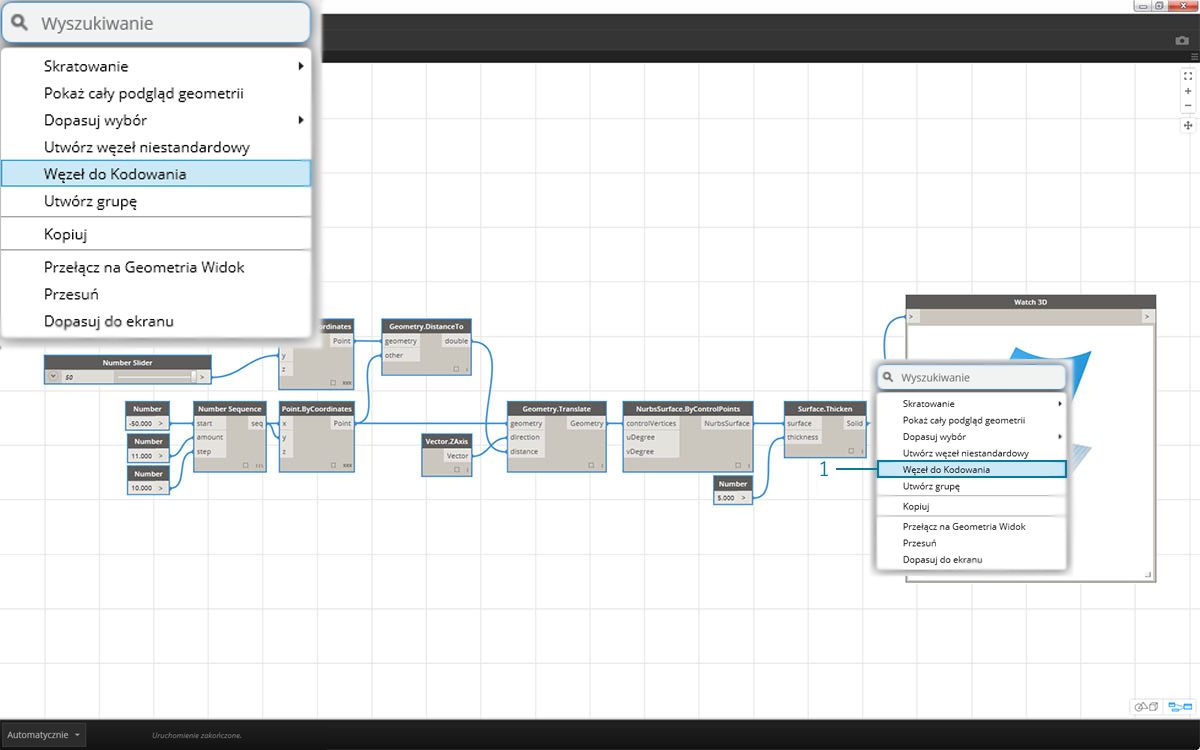 Wyszukiwanie
Skratowanie
Pokaż cały podgląd geometrii
Dopasuj wybór
Utwórz węzeł niestandardowy
Węzeł do Kodowania
Utwórz grupę
Kopiuj
Przełącz na Geometria Widok
Przesuń
Dopasuj do ekranu
Number Slider
50 >
rdinates
Point
y
z
Geometry.DistanceTo
geometry double
other
Number
-50.000 >
Number
11.000 >
Number
10.000 >
Number Sequence
start seq
amount
step
Point.ByCoordinates
x Point
y
z
Vector.ZAxis
Vector
Geometry.Translate
geometry Geometry
direction
distance
NurbsSurface.ByControlPoints
controlVertices NurbsSurface
uDegree
vDegree
Number
5.000 >
Surface.Thicken
surface Solid
thickness
Watch 3D
> >
Wyszukiwanie
Skratowanie
Pokaż cały podgląd geometrii
Dopasuj wybór
Utwórz węzeł niestandardowy
1
Węzeł do Kodowania
Utwórz grupę
Kopiuj
Przełącz na Geometria Widok
Przesuń
Dopasuj do ekranu
Automatycznie
Uruchomienie zakończone.